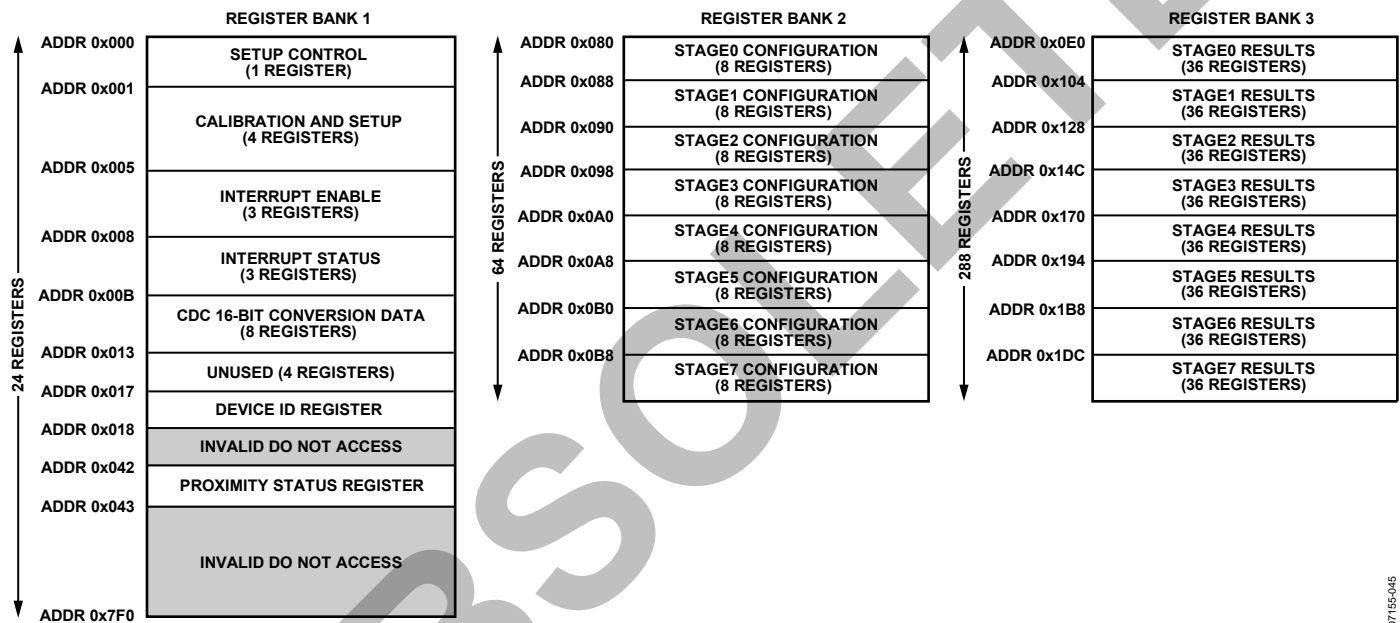 REGISTER BANK 1
ADDR 0x000
SETUP CONTROL
(1 REGISTER)
ADDR 0x001
CALIBRATION AND SETUP
(4 REGISTERS)
ADDR 0x005
INTERRUPT ENABLE
(3 REGISTERS)
ADDR 0x008
INTERRUPT STATUS
(3 REGISTERS)
ADDR 0x00B
CDC 16-BIT CONVERSION DATA
(8 REGISTERS)
ADDR 0x013
UNUSED (4 REGISTERS)
ADDR 0x017
DEVICE ID REGISTER
ADDR 0x018
INVALID DO NOT ACCESS
ADDR 0x042
PROXIMITY STATUS REGISTER
ADDR 0x043
INVALID DO NOT ACCESS
ADDR 0x7F0
24 REGISTERS
REGISTER BANK 2
ADDR 0x080
STAGE0 CONFIGURATION
(8 REGISTERS)
ADDR 0x088
STAGE1 CONFIGURATION
(8 REGISTERS)
ADDR 0x090
STAGE2 CONFIGURATION
(8 REGISTERS)
ADDR 0x098
STAGE3 CONFIGURATION
(8 REGISTERS)
ADDR 0x0A0
STAGE4 CONFIGURATION
(8 REGISTERS)
ADDR 0x0A8
STAGE5 CONFIGURATION
(8 REGISTERS)
ADDR 0x0B0
STAGE6 CONFIGURATION
(8 REGISTERS)
ADDR 0x0B8
STAGE7 CONFIGURATION
(8 REGISTERS)
64 REGISTERS
REGISTER BANK 3
ADDR 0x0E0
STAGE0 RESULTS
(36 REGISTERS)
ADDR 0x104
STAGE1 RESULTS
(36 REGISTERS)
ADDR 0x128
STAGE2 RESULTS
(36 REGISTERS)
ADDR 0x14C
STAGE3 RESULTS
(36 REGISTERS)
ADDR 0x170
STAGE4 RESULTS
(36 REGISTERS)
ADDR 0x194
STAGE5 RESULTS
(36 REGISTERS)
ADDR 0x1B8
STAGE6 RESULTS
(36 REGISTERS)
ADDR 0x1DC
STAGE7 RESULTS
(36 REGISTERS)
288 REGISTERS
07155-045
BSOLETE